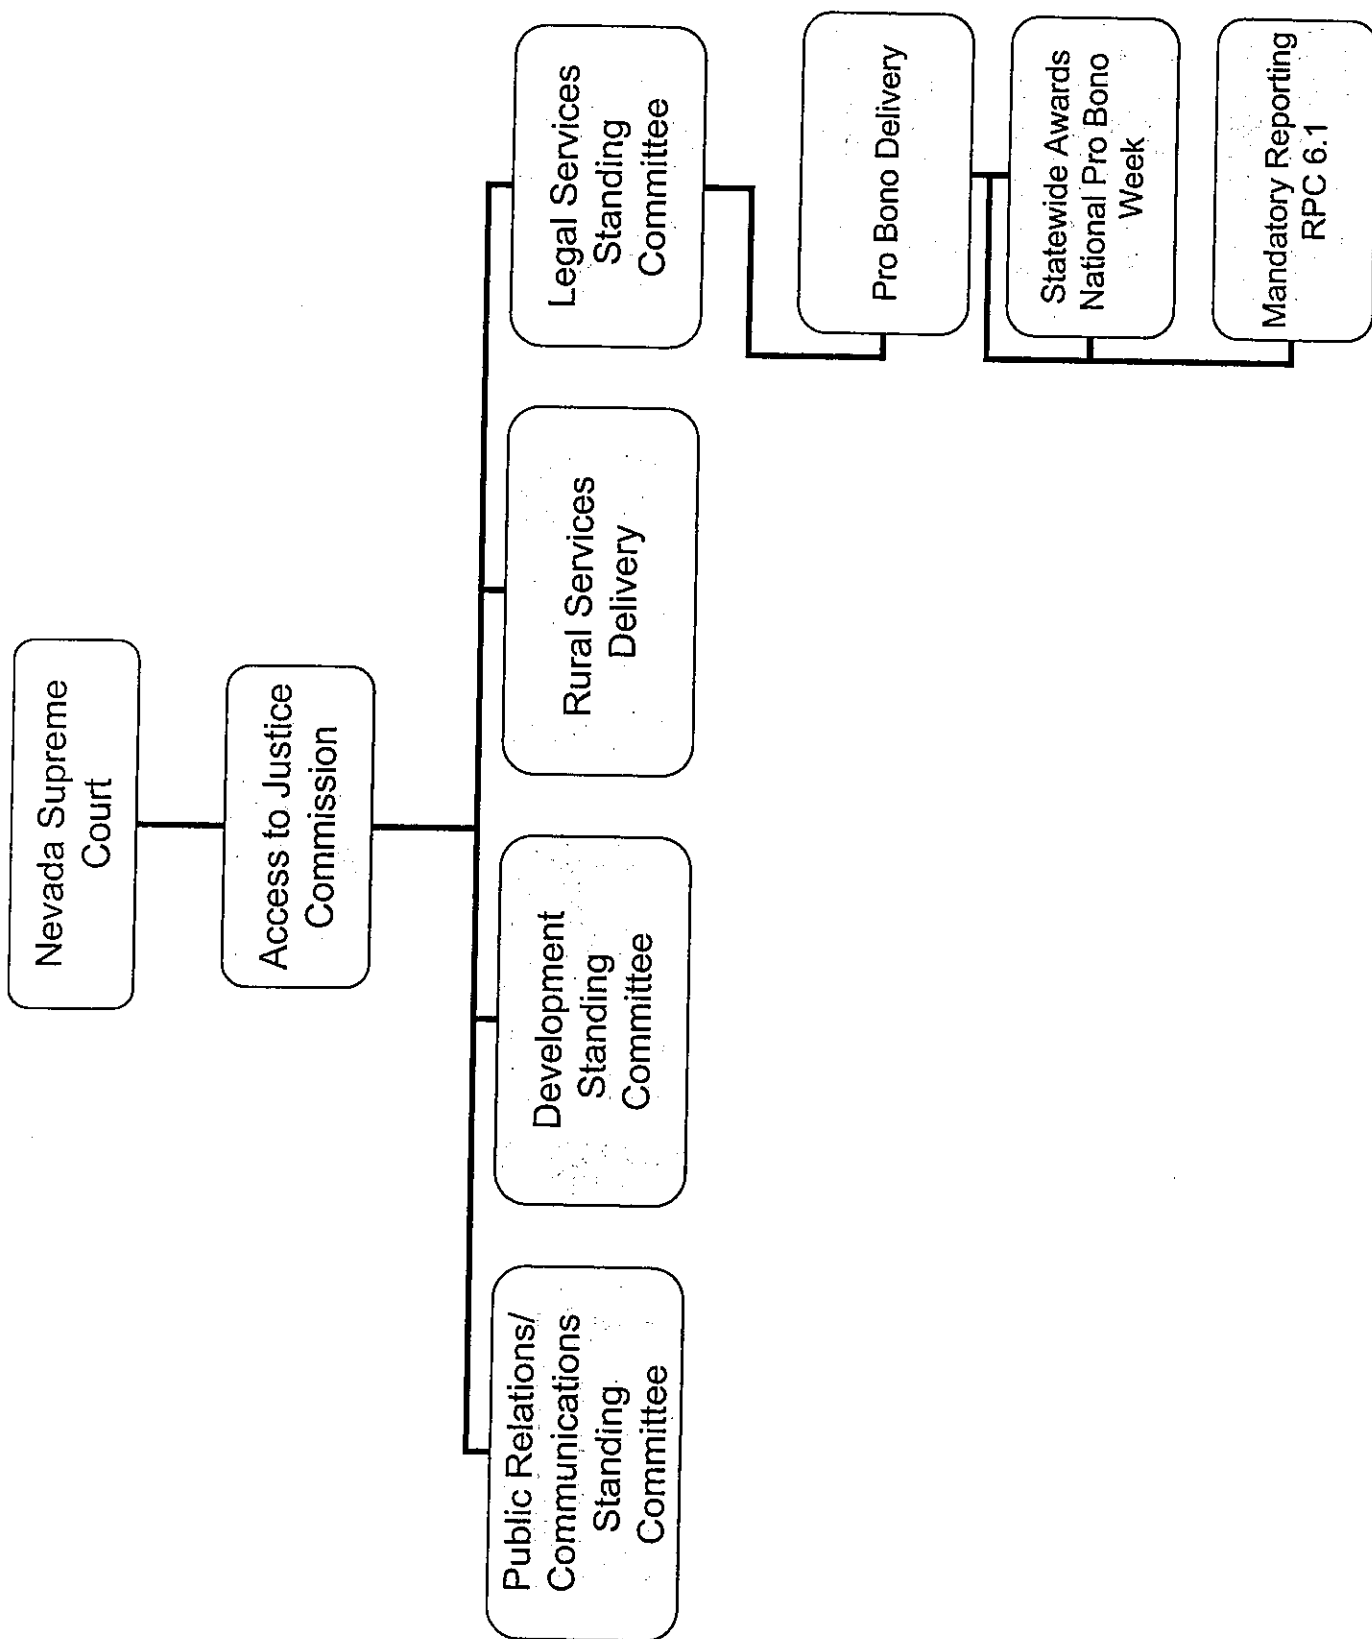 Nevada Supreme
Court
Access to Justice
Commission
Public Relations/
Communications
Standing
Committee
Development
Standing
Committee
Rural Services
Delivery
Legal Services
Standing
Committee
Pro Bono Delivery
Statewide Awards
National Pro Bono
Week
Mandatory Reporting
RPC 6.1